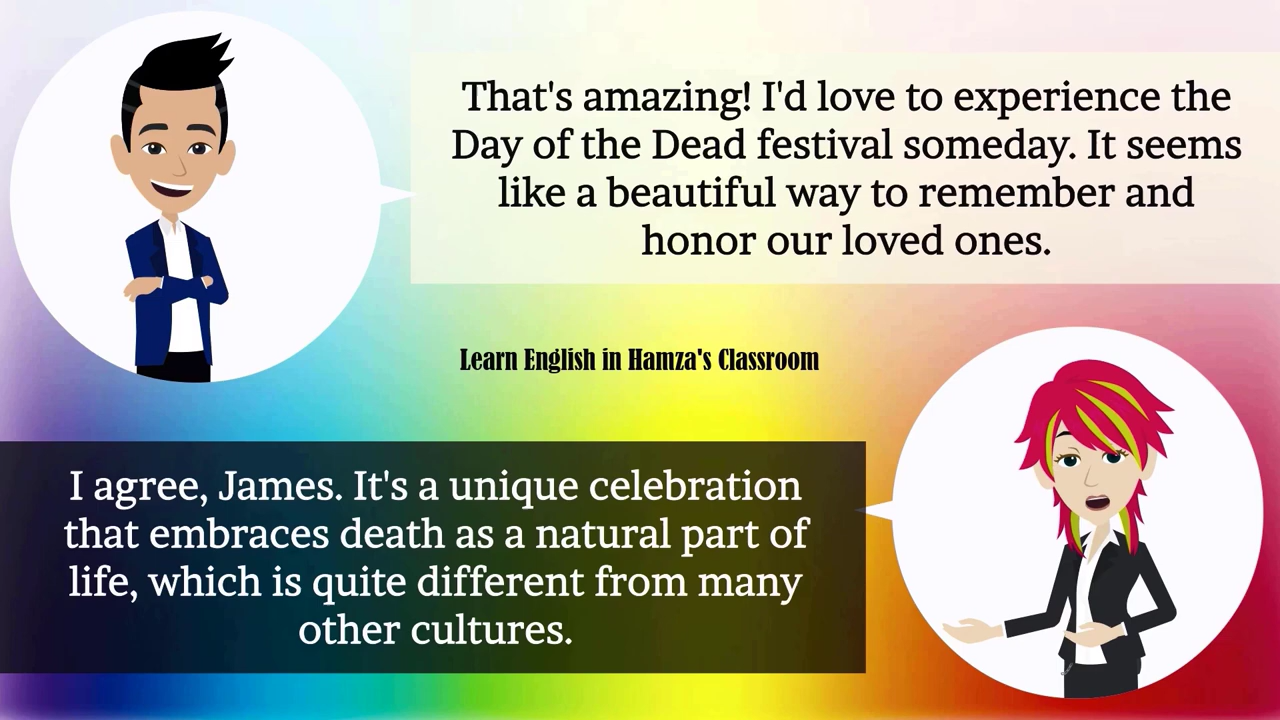 That's amazing! I'd love to experience the
Day of the Dead festival someday. It seems
like a beautiful way to remember and
honor our loved ones.
Learn English in Hamza's Classroom
I agree, James. It's a unique celebration
that embraces death as a natural part of
life, which is quite different from many
other cultures.